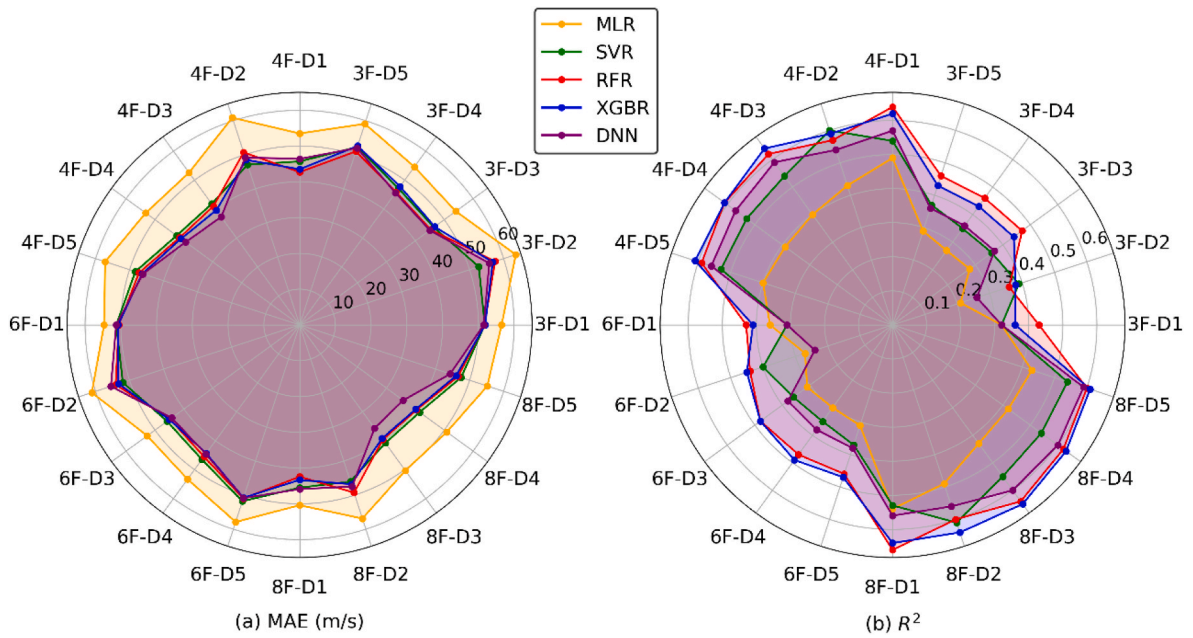 MLR
SVR
RFR
XGBR
DNN
4F-D1
3F-D5
3F-D4
3F-D3
3F-D2
3F-D1
8F-D5
8F-D4
8F-D3
8F-D2
8F-D1
6F-D5
6F-D4
6F-D3
6F-D2
6F-D1
4F-D5
4F-D4
4F-D3
4F-D2
10
20
30
40
50
60
(a) MAE (m/s)
4F-D1
3F-D5
3F-D4
3F-D3
3F-D2
3F-D1
8F-D5
8F-D4
8F-D3
8F-D2
8F-D1
6F-D5
6F-D4
6F-D3
6F-D2
6F-D1
4F-D5
4F-D4
4F-D3
4F-D2
0.1
0.2
0.3
0.4
0.5
0.6
(b) R²